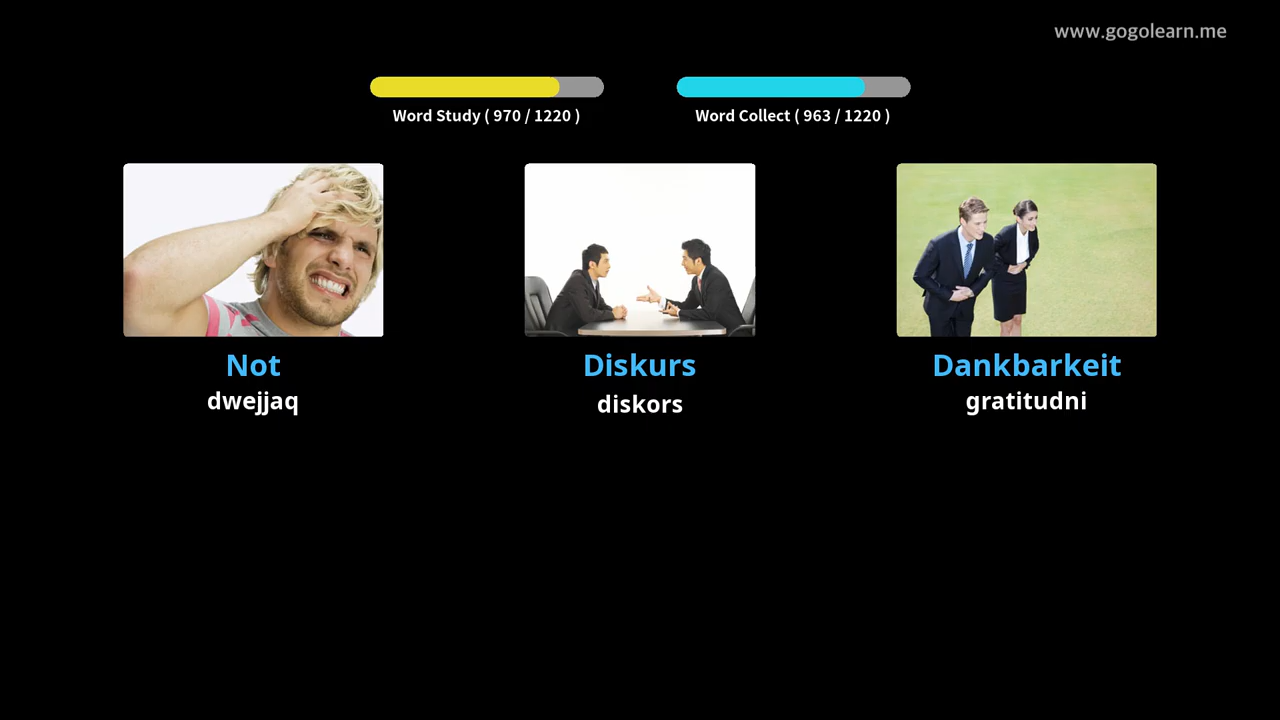 www.gogolearn.me
Word Study ( 970 / 1220 )
Word Collect ( 963 / 1220 )
Not
dwejjaq
Diskurs
diskors
Dankbarkeit
gratitudni